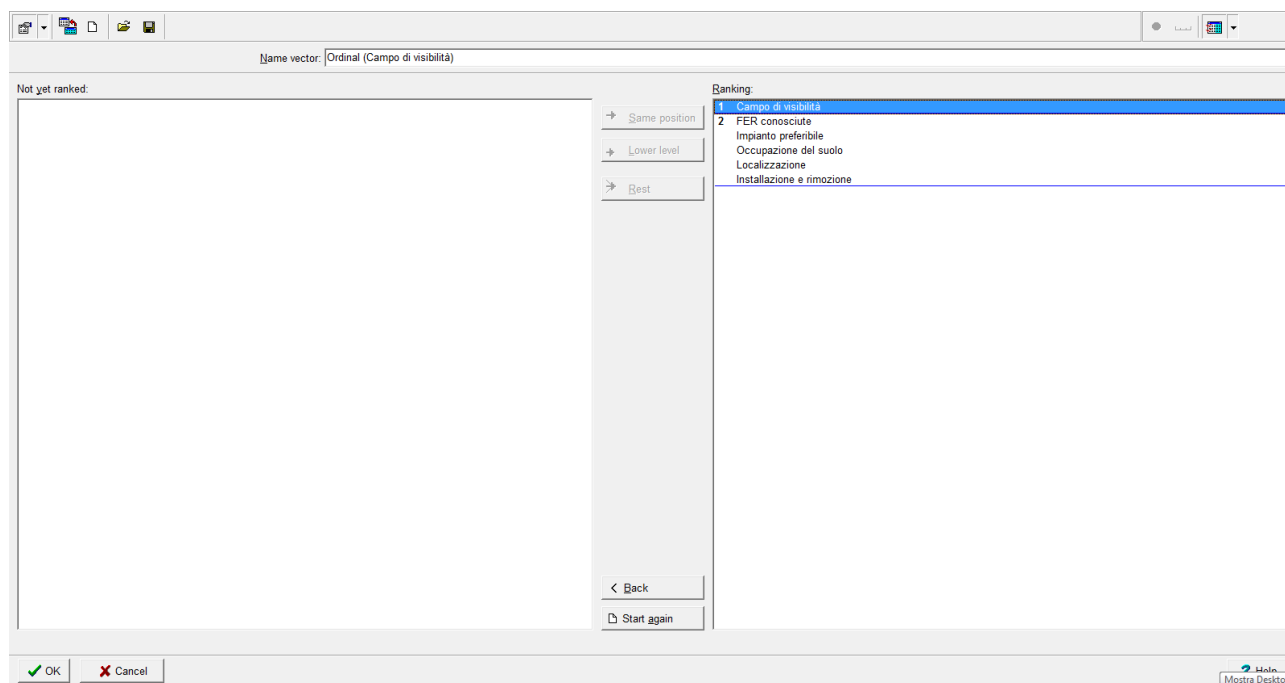 Name vector: Ordinal (Campo di visibilità)
Not yet ranked:
Ranking:
Same position
Lower level
Rest
1 Campo di visibilità
2 FER conosciute
Impianto preferibile
Occupazione del suolo
Localizzazione
Installazione e rimozione
< Back
Start again
OK
Cancel
? Help
Mostra Deskto